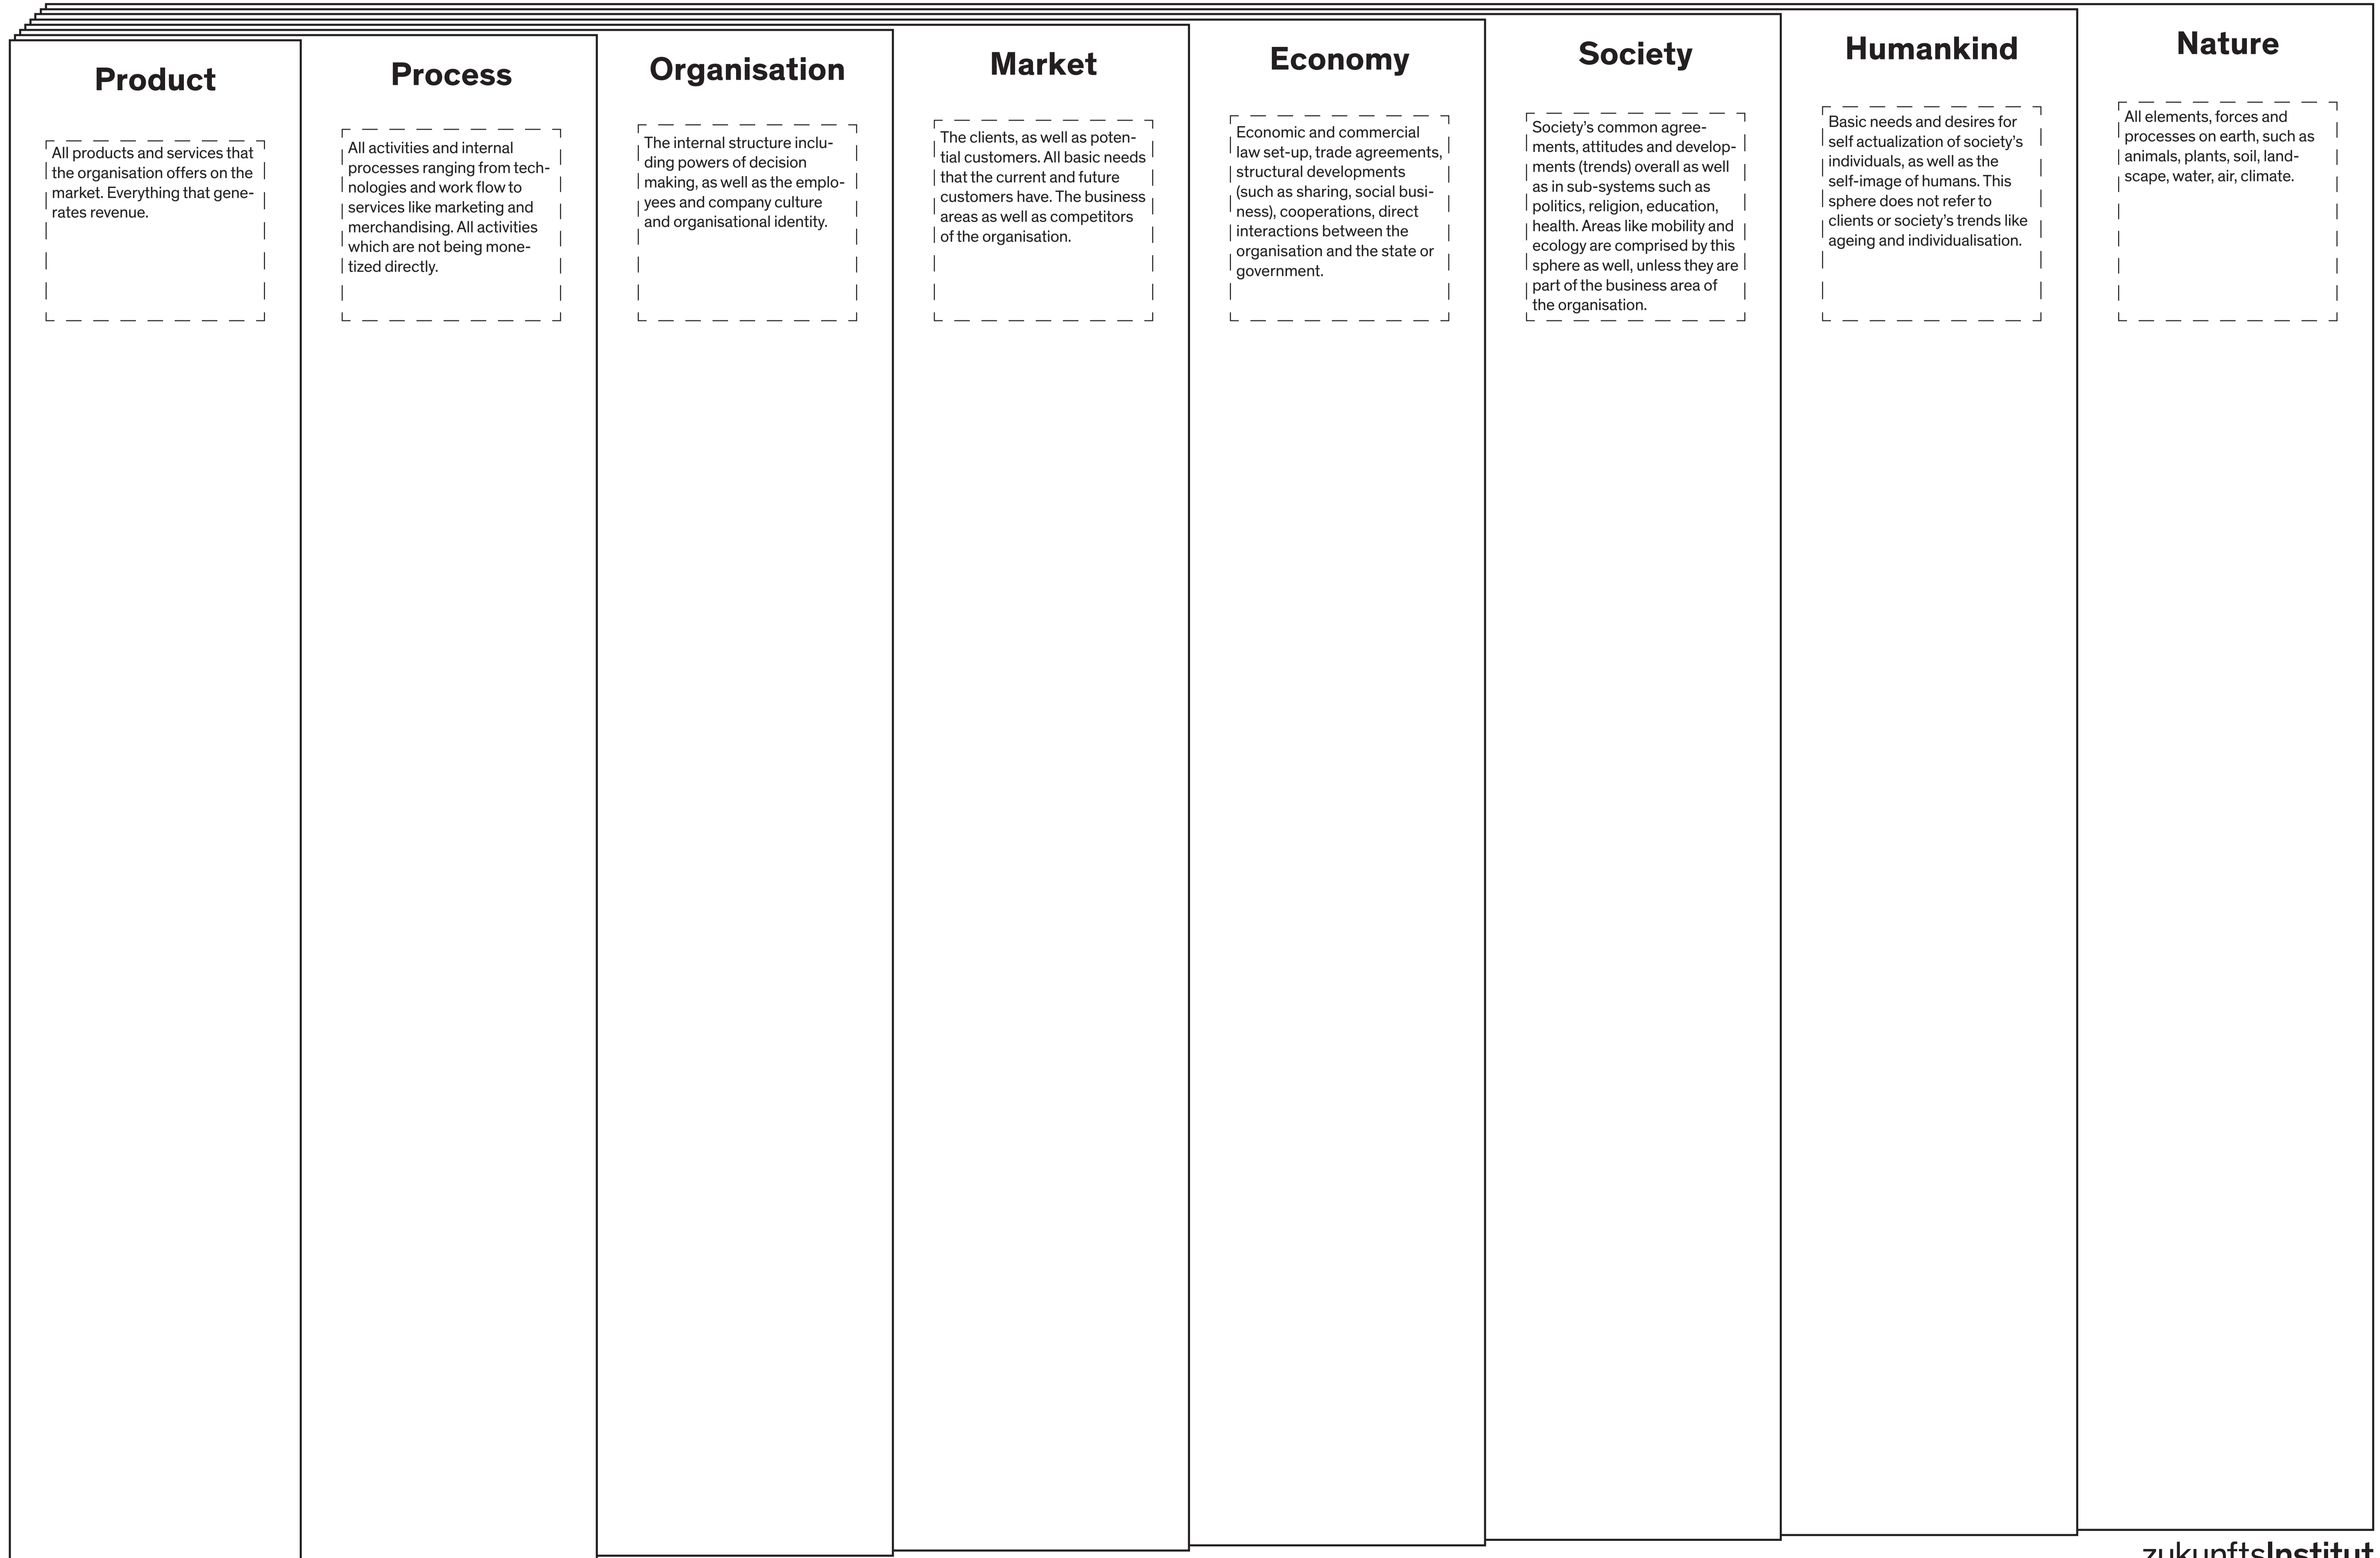 Product
All products and services that
the organisation offers on the
market. Everything that gene-
rates revenue.
Process
All activities and internal
processes ranging from tech-
nologies and work flow to
services like marketing and
merchandising. All activities
which are not being mone-
tized directly.
Organisation
The internal structure inclu-
ding powers of decision
making, as well as the emplo-
yees and company culture
and organisational identity.
Market
The clients, as well as poten-
tial customers. All basic needs
that the current and future
customers have. The business
areas as well as competitors
of the organisation.
Economy
Economic and commercial
law set-up, trade agreements,
structural developments
(such as sharing, social busi-
ness), cooperations, direct
interactions between the
organisation and the state or
government.
Society
Society’s common agree-
ments, attitudes and develop-
ments (trends) overall as well
as in sub-systems such as
politics, religion, education,
health. Areas like mobility and
ecology are comprised by this
sphere as well, unless they are
part of the business area of
the organisation.
Humankind
Basic needs and desires for
self actualization of society’s
individuals, as well as the
self-image of humans. This
sphere does not refer to
clients or society’s trends like
ageing and individualisation.
Nature
All elements, forces and
processes on earth, such as
animals, plants, soil, land-
scape, water, air, climate.
zukunftsInstitut